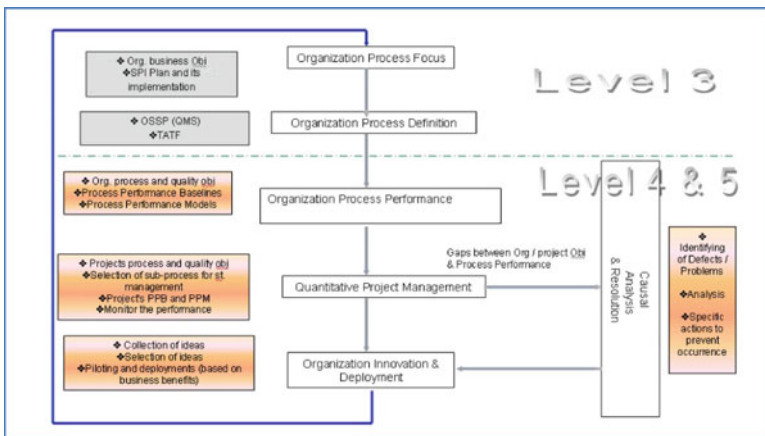 ❖ Org. business Obj
❖SPI Plan and its
implementation
Organization Process Focus
Level 3
❖ OSSP (QMS)
❖TATF
Organization Process Definition
Level 4 & 5
❖ Org. process and quality obj
❖Process Performance Baselines
❖Process Performance Models
Organization Process Performance
❖ Projects process and quality obj
❖Selection of sub-process for st.
management
❖Project's PPB and PPM
❖Monitor the performance
Quantitative Project Management
Gaps between Org / project Obj
& Process Performance
Causal
Analysis
& Resolution
❖
Identifying
of Defects /
Problems
❖Analysis
❖Specific
actions to
prevent
occurrence
❖ Collection of ideas
❖Selection of ideas
❖Piloting and deployments (based on
business benefits)
Organization Innovation &
Deployment